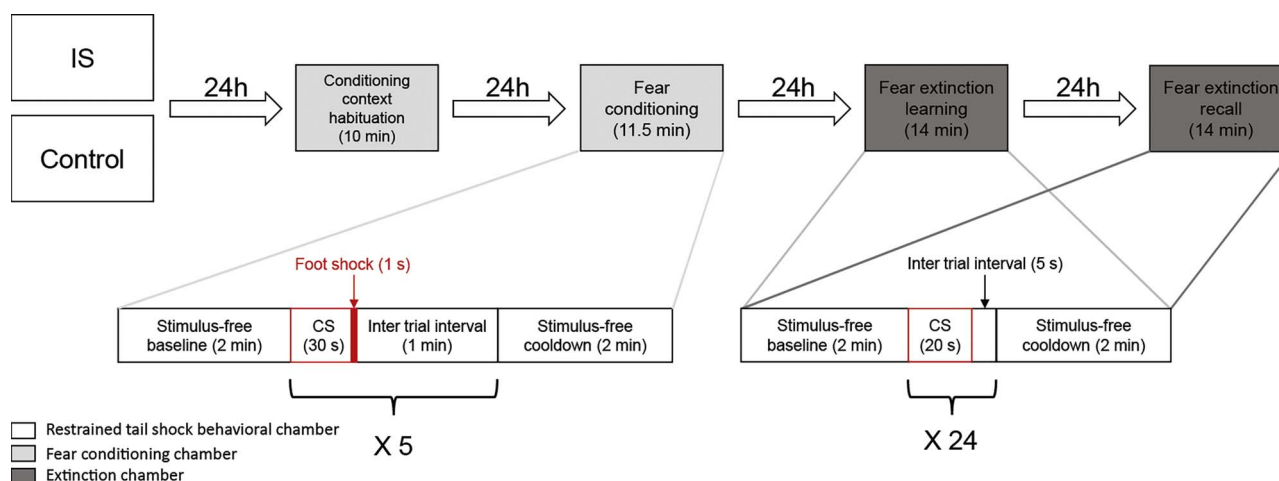 IS
Control
24h
Conditioning
context
habituation
(10 min)
24h
Fear
conditioning
(11.5 min)
24h
Fear extinction
learning
(14 min)
24h
Fear extinction
recall
(14 min)
Foot shock (1 s)
Stimulus-free
baseline (2 min)
CS
(30 s)
Inter trial interval
(1 min)
Stimulus-free
cooldown (2 min)
X 5
Inter trial interval (5 s)
Stimulus-free
baseline (2 min)
CS
(20 s)
Stimulus-free
cooldown (2 min)
X 24
Restrained tail shock behavioral chamber
Fear conditioning chamber
Extinction chamber